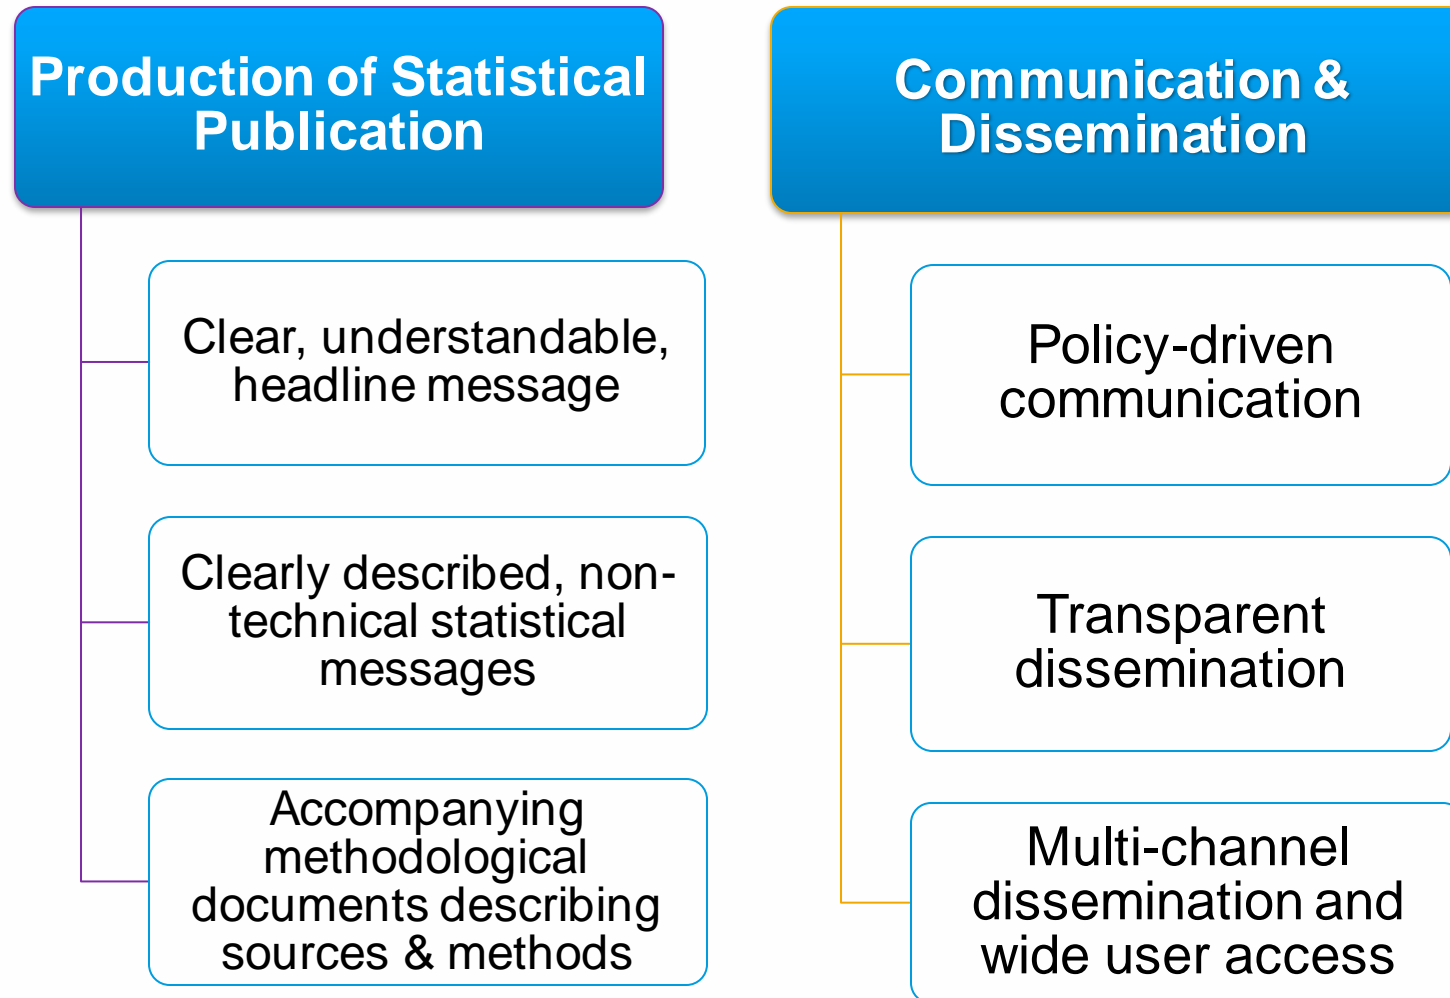 Production of Statistical
Publication
Clear, understandable,
headline message
Clearly described, non-
technical statistical
messages
Accompanying
methodological
documents describing
sources & methods
Communication &
Dissemination
Policy-driven
communication
Transparent
dissemination
Multi-channel
dissemination and
wide user access